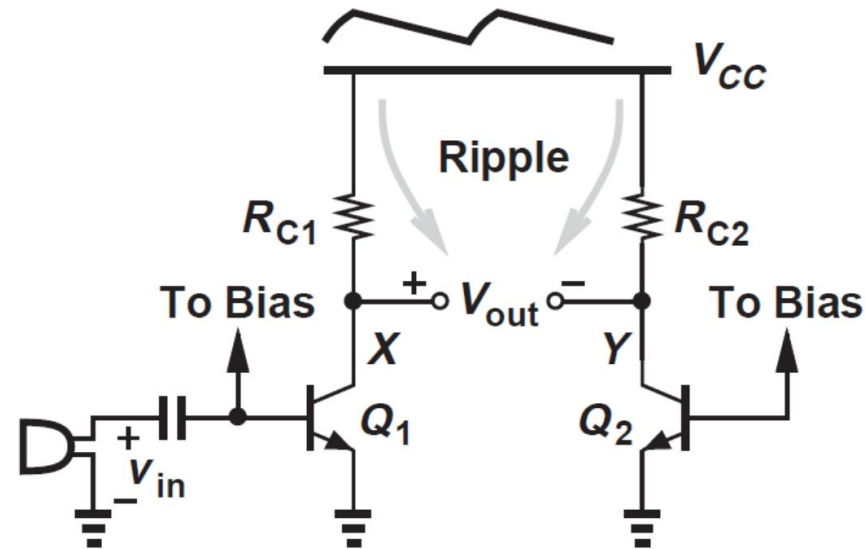 V_CC
Ripple
R_C1
R_C2
To Bias
+ V_out −
To Bias
X
Y
Q_1
Q_2
+
v_in
−